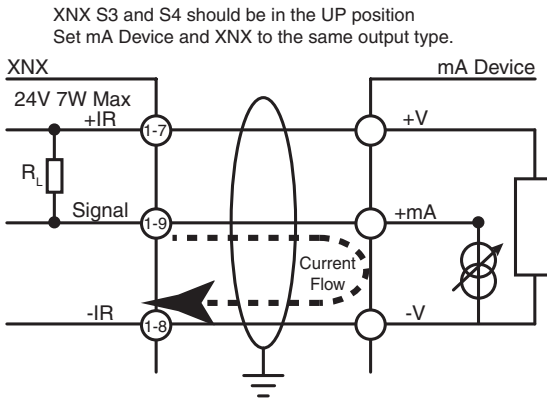 XNX S3 and S4 should be in the UP position
Set mA Device and XNX to the same output type.
XNX
mA Device
24V 7W Max
+IR
1-7
+V
R_L
Signal
1-9
+mA
Current
Flow
-IR
1-8
-V